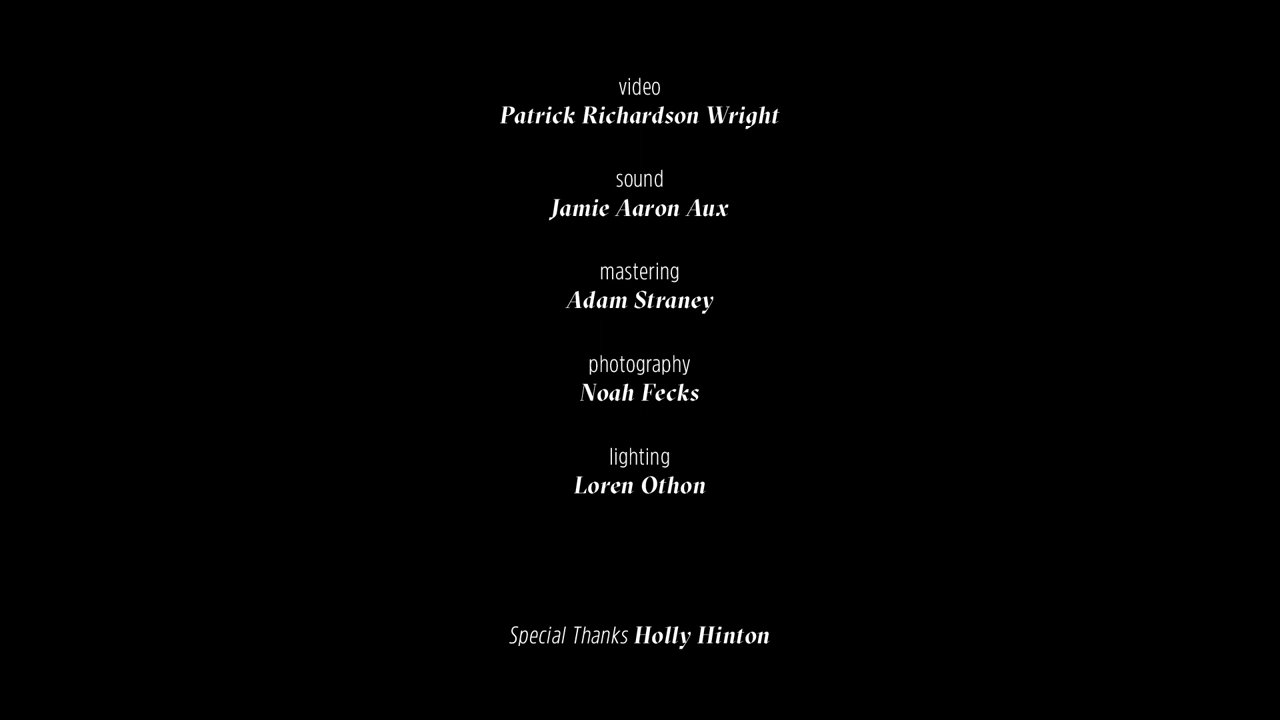 video
Patrick Richardson Wright
sound
Jamie Aaron Aux
mastering
Adam Straney
photography
Noah Fecks
lighting
Loren Othon
Special Thanks Holly Hinton